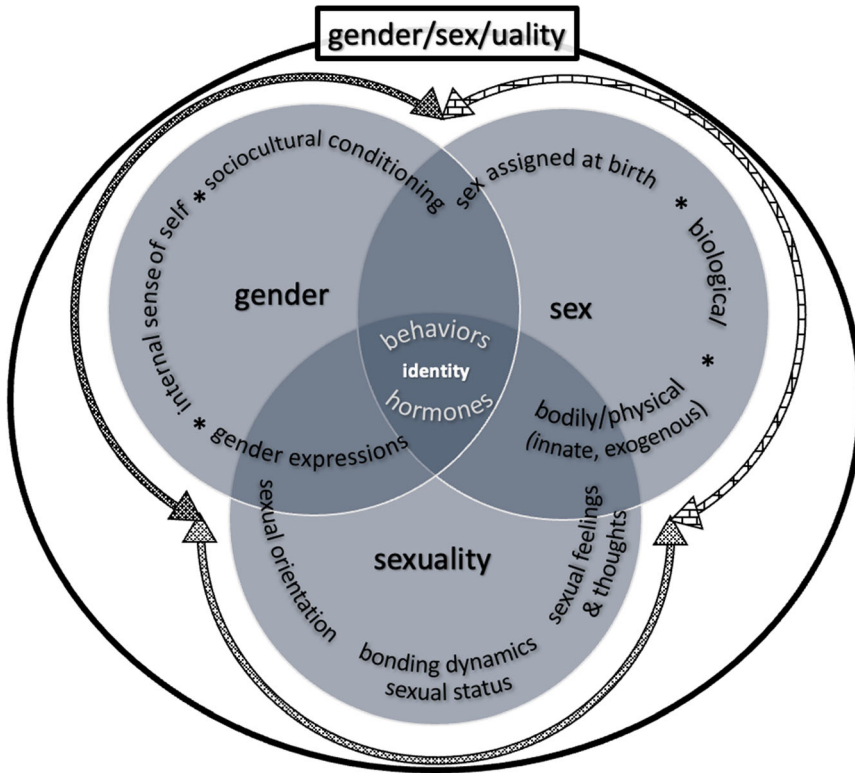 gender/sex/uality
sociocultural conditioning
*
internal sense of self
*
gender expressions
gender
sex assigned at birth
*
biological
*
bodily/physical
(innate, exogenous)
sex
behaviors
identity
hormones
sexuality
sexual orientation
bonding dynamics
sexual status
sexual feelings
& thoughts